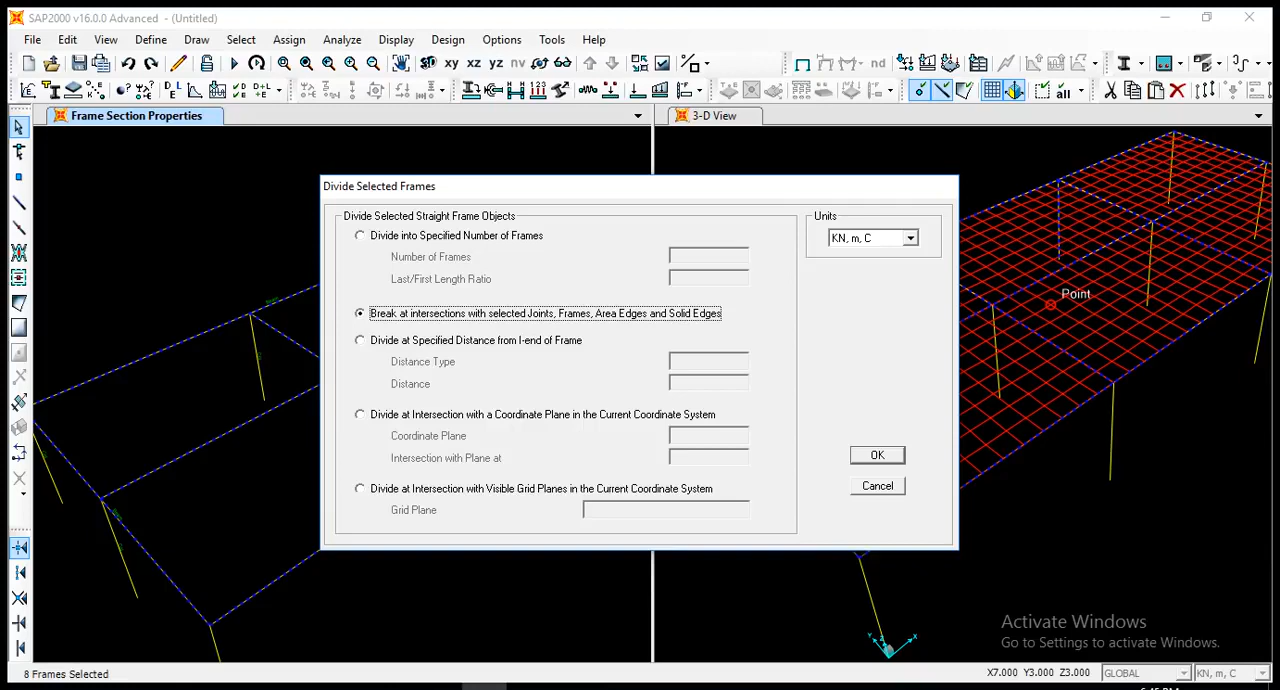 SAP2000 v16.0.0 Advanced - (Untitled)
File Edit View Define Draw Select Assign Analyze Display Design Options Tools Help
xy xz yz nv nd
all
Frame Section Properties
3-D View
Divide Selected Frames
Divide Selected Straight Frame Objects
Units
Divide into Specified Number of Frames
KN, m, C
Number of Frames
Last/First Length Ratio
Point
Break at intersections with selected Joints, Frames, Area Edges and Solid Edges
Divide at Specified Distance from I-end of Frame
Distance Type
Distance
Divide at Intersection with a Coordinate Plane in the Current Coordinate System
Coordinate Plane
OK
Intersection with Plane at
Cancel
Divide at Intersection with Visible Grid Planes in the Current Coordinate System
Grid Plane
Activate Windows
Go to Settings to activate Windows.
8 Frames Selected
X7.000 Y3.000 Z3.000
GLOBAL
KN, m, C